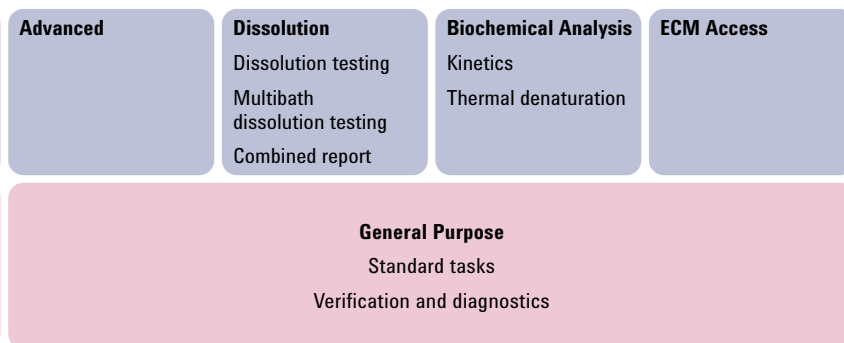 Advanced
Dissolution
Dissolution testing
Multibath
dissolution testing
Combined report
Biochemical Analysis
Kinetics
Thermal denaturation
ECM Access
General Purpose
Standard tasks
Verification and diagnostics